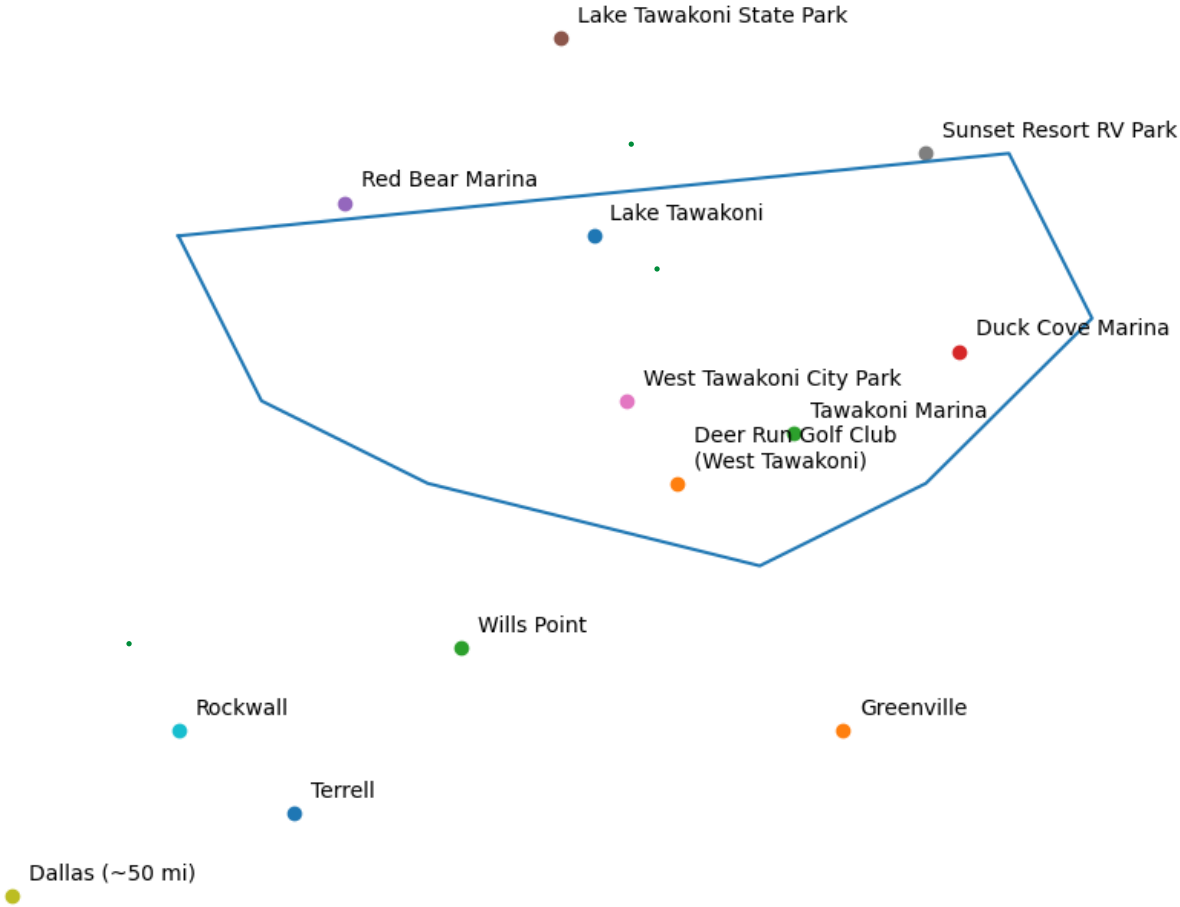 Lake Tawakoni State Park
Sunset Resort RV Park
Red Bear Marina
Lake Tawakoni
Duck Cove Marina
West Tawakoni City Park
Tawakoni Marina
Deer Run Golf Club
(West Tawakoni)
Wills Point
Rockwall
Greenville
Terrell
Dallas (~50 mi)